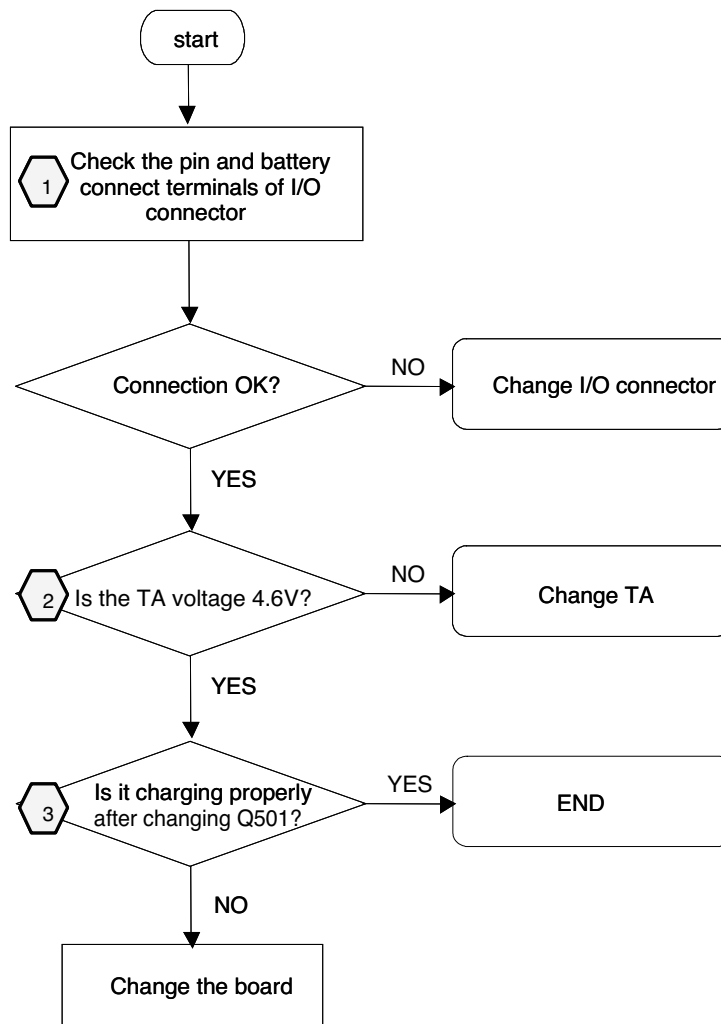 start
1
Check the pin and battery
connect terminals of I/O
connector
Connection OK?
NO
Change I/O connector
YES
2
Is the TA voltage 4.6V?
NO
Change TA
YES
3
Is it charging properly
after changing Q501?
YES
END
NO
Change the board